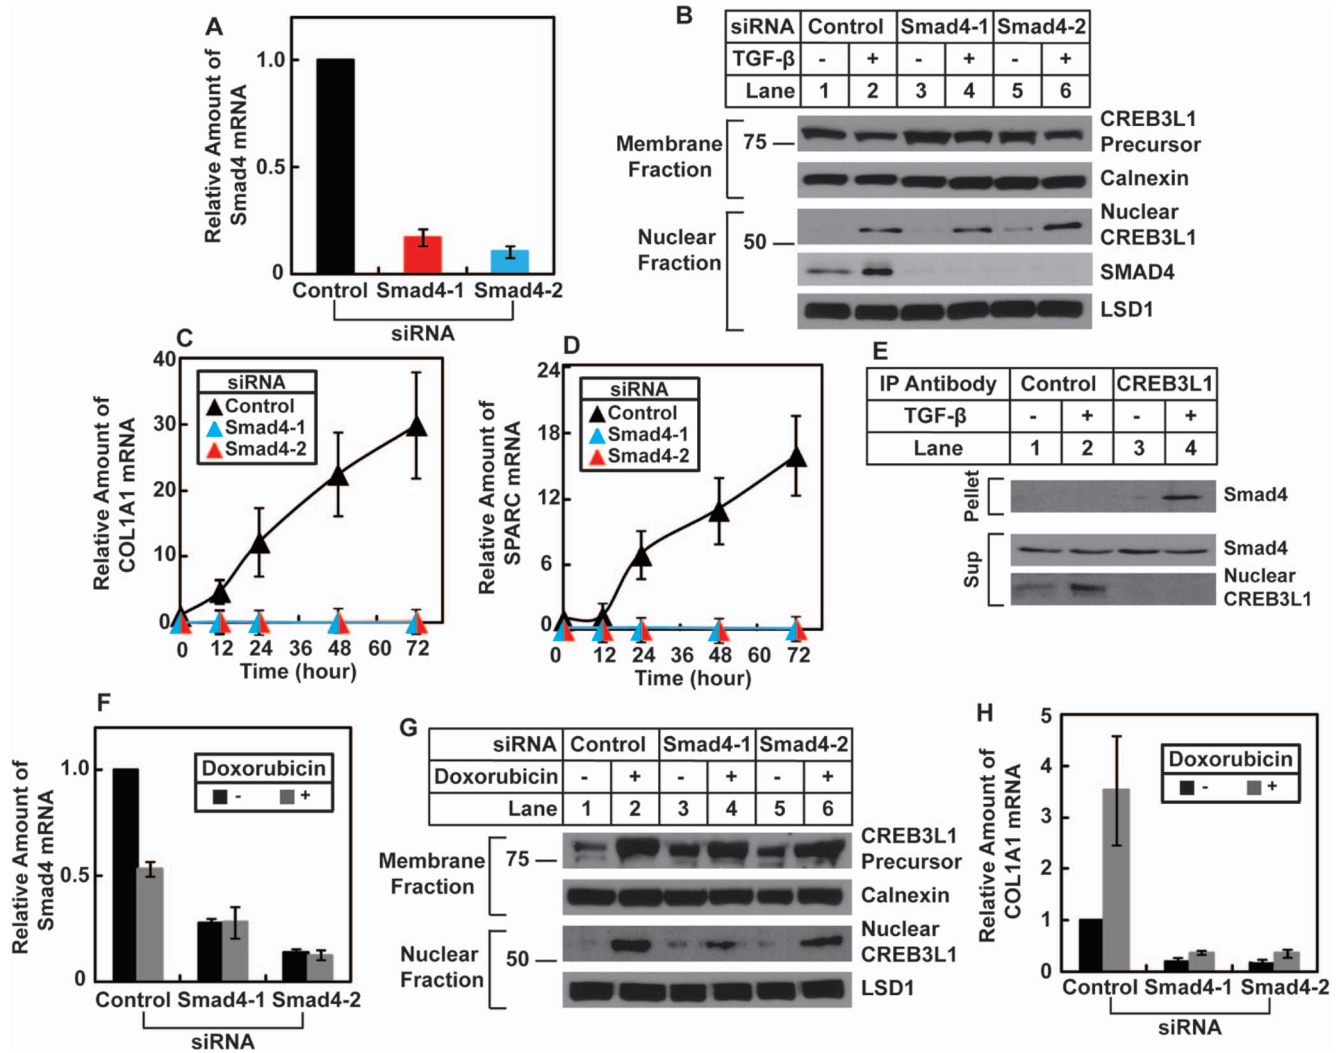 A
Relative Amount of
Smad4 mRNA
1.0
0.5
0
Control Smad4-1 Smad4-2
siRNA
B
siRNA Control Smad4-1 Smad4-2
TGF-β - + - + - +
Lane 1 2 3 4 5 6
Membrane
Fraction
75
CREB3L1
Precursor
Calnexin
Nuclear
Fraction
50
Nuclear
CREB3L1
SMAD4
LSD1
C
Relative Amount of
COL1A1 mRNA
40
30
20
10
0
siRNA
Control
Smad4-1
Smad4-2
0 12 24 36 48 60 72
Time (hour)
D
Relative Amount of
SPARC mRNA
24
18
12
6
0
siRNA
Control
Smad4-1
Smad4-2
0 12 24 36 48 60 72
Time (hour)
E
IP Antibody Control CREB3L1
TGF-β - + - +
Lane 1 2 3 4
Pellet
Smad4
Sup
Smad4
Nuclear
CREB3L1
F
Relative Amount of
Smad4 mRNA
1.0
0.5
0
Doxorubicin
- +
Control Smad4-1 Smad4-2
siRNA
G
siRNA Control Smad4-1 Smad4-2
Doxorubicin - + - + - +
Lane 1 2 3 4 5 6
Membrane
Fraction
75
CREB3L1
Precursor
Calnexin
Nuclear
Fraction
50
Nuclear
CREB3L1
LSD1
H
Relative Amount of
COL1A1 mRNA
5
4
3
2
1
0
Doxorubicin
- +
Control Smad4-1 Smad4-2
siRNA